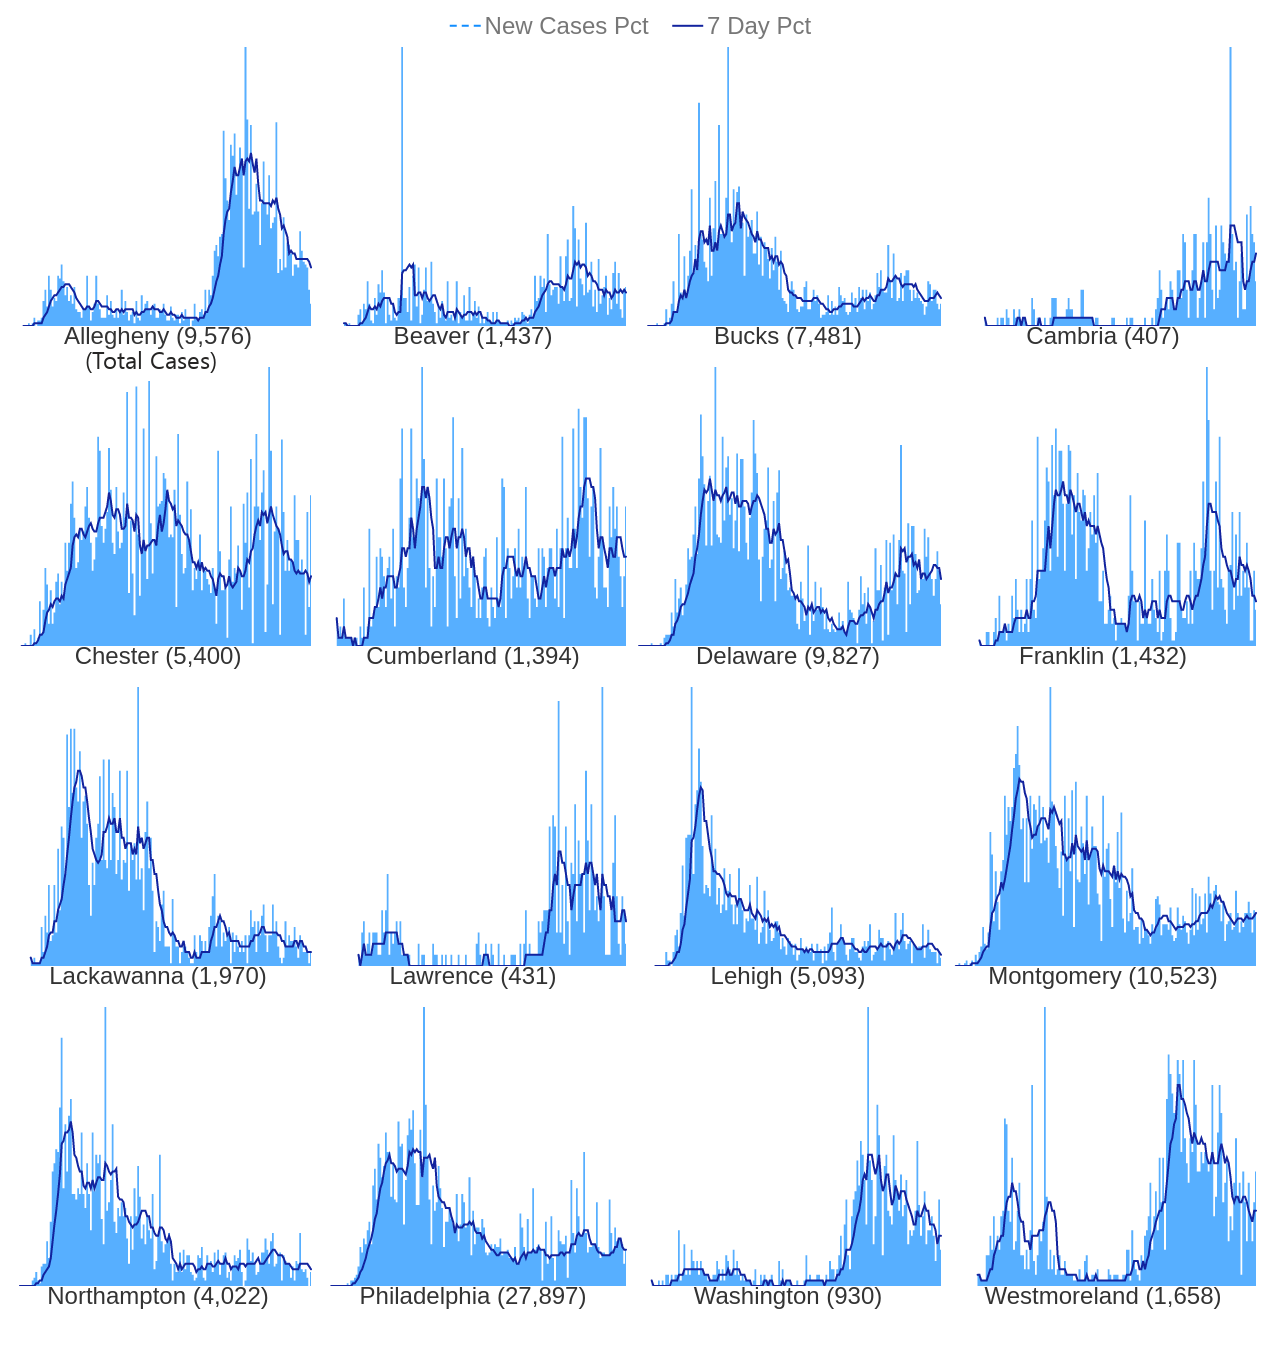 New Cases Pct 7 Day Pct
Allegheny (9,576) Beaver (1,437) Bucks (7,481) Cambria (407)
(Total Cases)
Chester (5,400) Cumberland (1,394) Delaware (9,827) Franklin (1,432)
Lackawanna (1,970) Lawrence (431) Lehigh (5,093) Montgomery (10,523)
Northampton (4,022) Philadelphia (27,897) Washington (930) Westmoreland (1,658)